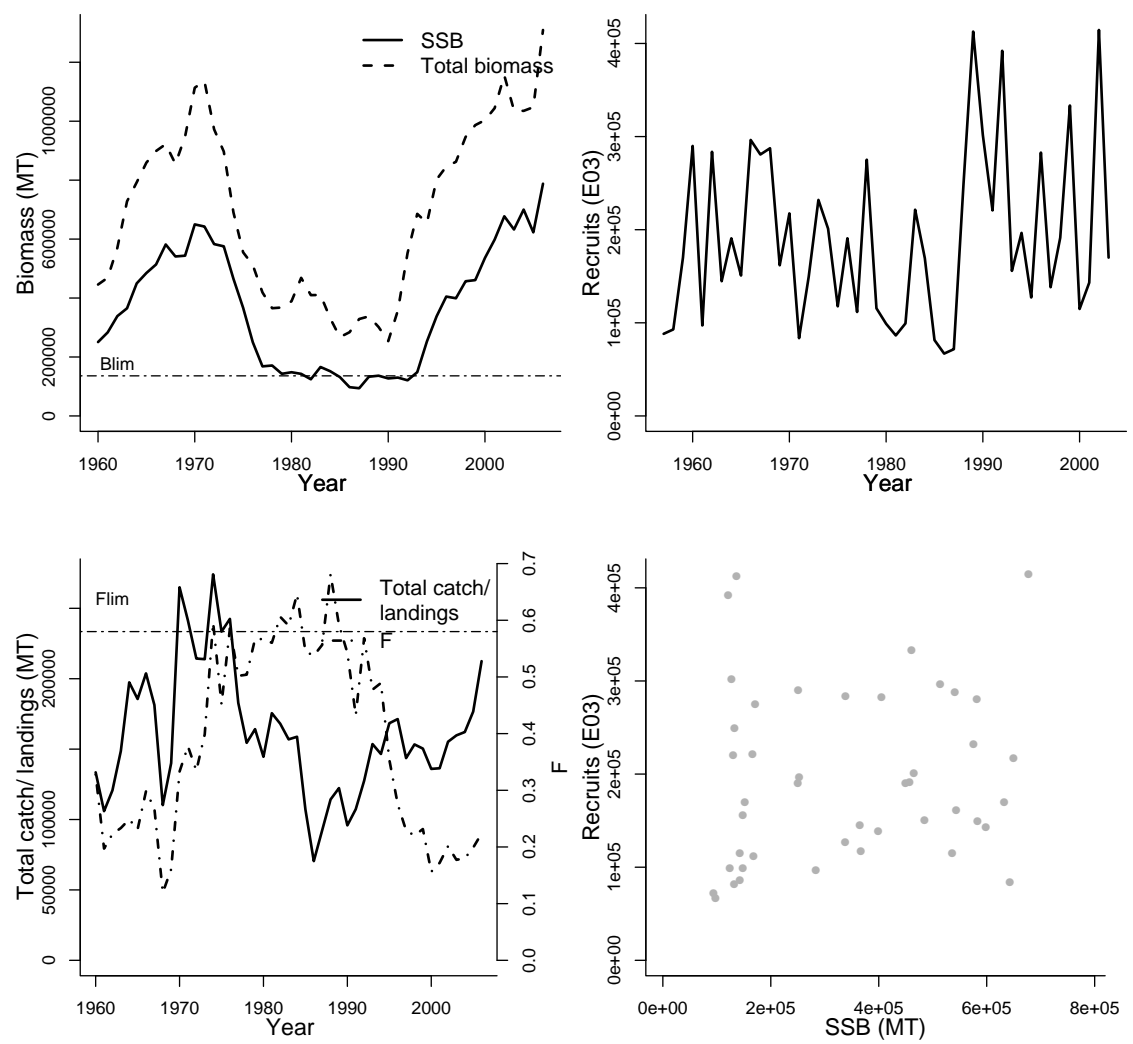 SSB
Total biomass
Biomass (MT)
0
200000
400000
600000
1000000
Blim
1960
1970
1980
1990
2000
Year
Recruits (E03)
0e+00
1e+05
2e+05
3e+05
4e+05
1960
1970
1980
1990
2000
Year
Total catch/ landings (MT)
0
50000
10000
200000
Flim
Total catch/
landings
F
F
0.0
0.1
0.2
0.3
0.4
0.5
0.6
0.7
1960
1970
1980
1990
2000
Year
Recruits (E03)
0e+00
1e+05
2e+05
3e+05
4e+05
0e+00
2e+05
4e+05
6e+05
8e+05
SSB (MT)